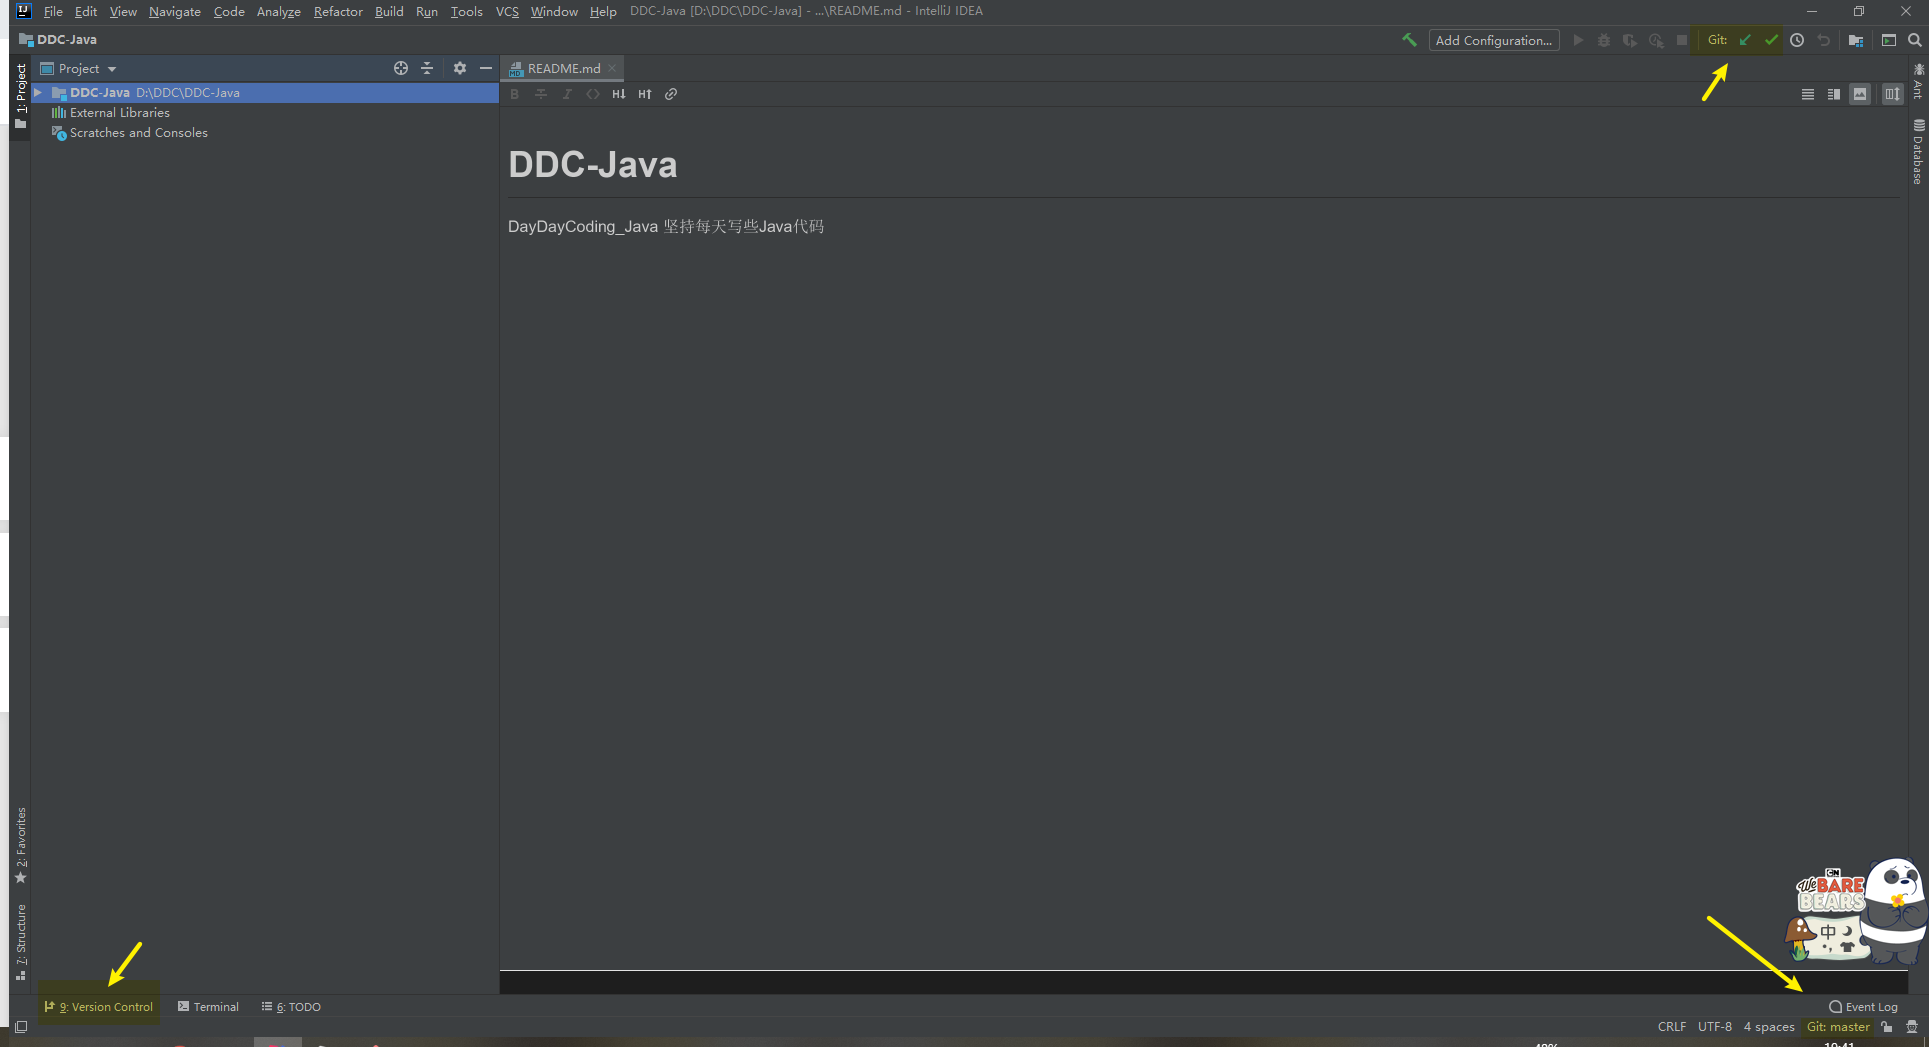 File Edit View Navigate Code Analyze Refactor Build Run Tools VCS Window Help DDC-Java [D:\DDC\DDC-Java] - ...\README.md - IntelliJ IDEA
DDC-Java
Add Configuration...
Git:
1: Project
Project
README.md
DDC-Java D:\DDC\DDC-Java
External Libraries
Scratches and Consoles
B I <> H↓ H↑
Ant
Database
DDC-Java
DayDayCoding_Java 坚持每天写些Java代码
2: Favorites
7: Structure
CN
We BARE BEARS
中
9: Version Control
Terminal
6: TODO
Event Log
CRLF UTF-8 4 spaces Git: master